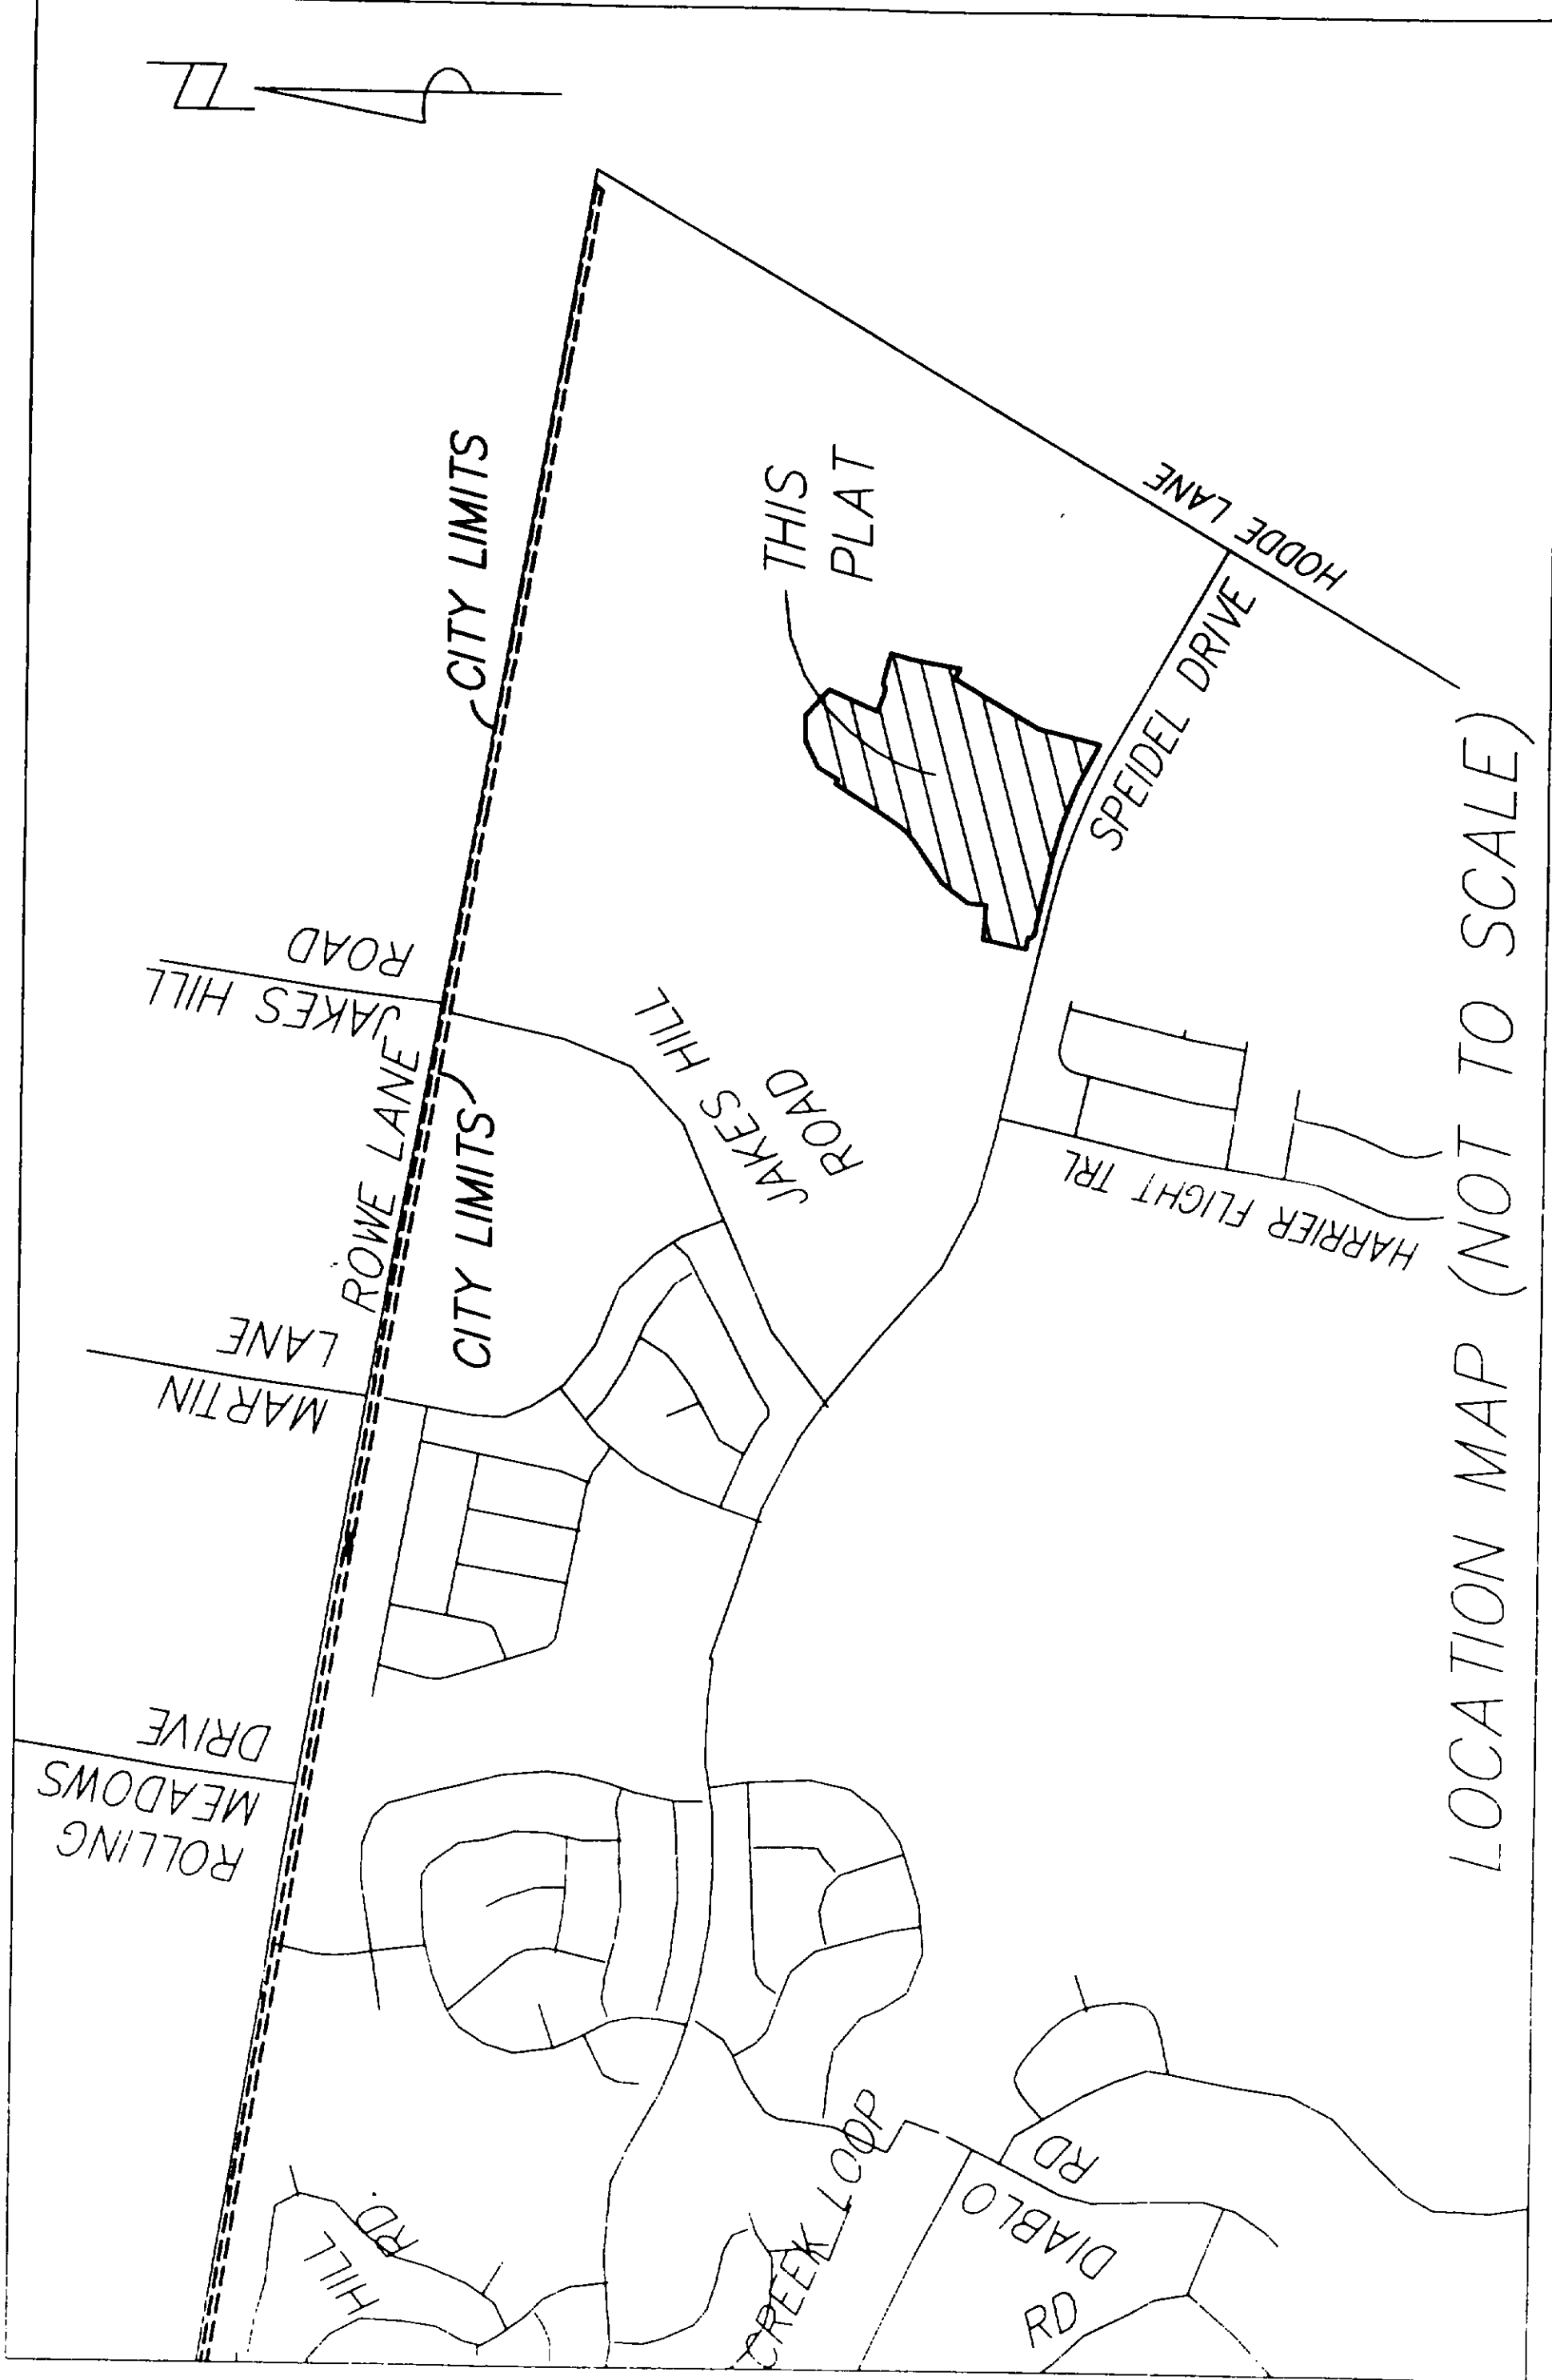 N
CITY LIMITS
THIS
PLAT
HODDE LANE
SPEIDEL DRIVE
JAKES HILL
ROAD
ROWE LANE
CITY LIMITS
JAKES HILL
ROAD
HARRIER FLIGHT TRL
MARTIN
LANE
ROLLING
MEADOWS
DRIVE
HILL
RD.
CREEK LOOP
DIABLO
RD
RD
LOCATION MAP (NOT TO SCALE)